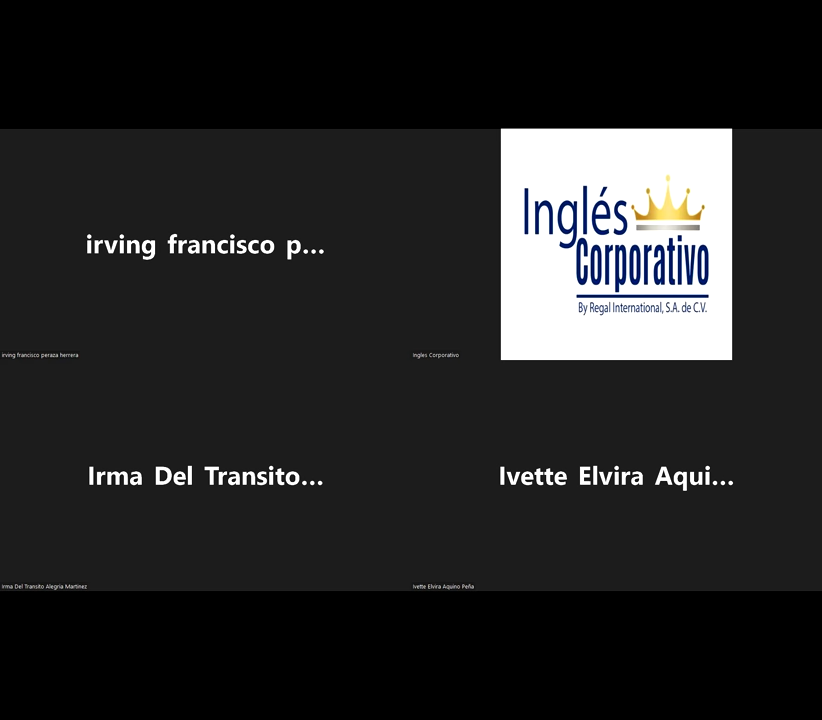 irving francisco p...
irving francisco peraza herrera
Inglés
Corporativo
By Regal International, S.A. de C.V.
Ingles Corporativo
Irma Del Transito...
Irma Del Transito Alegria Martinez
Ivette Elvira Aqui...
Ivette Elvira Aquino Peña